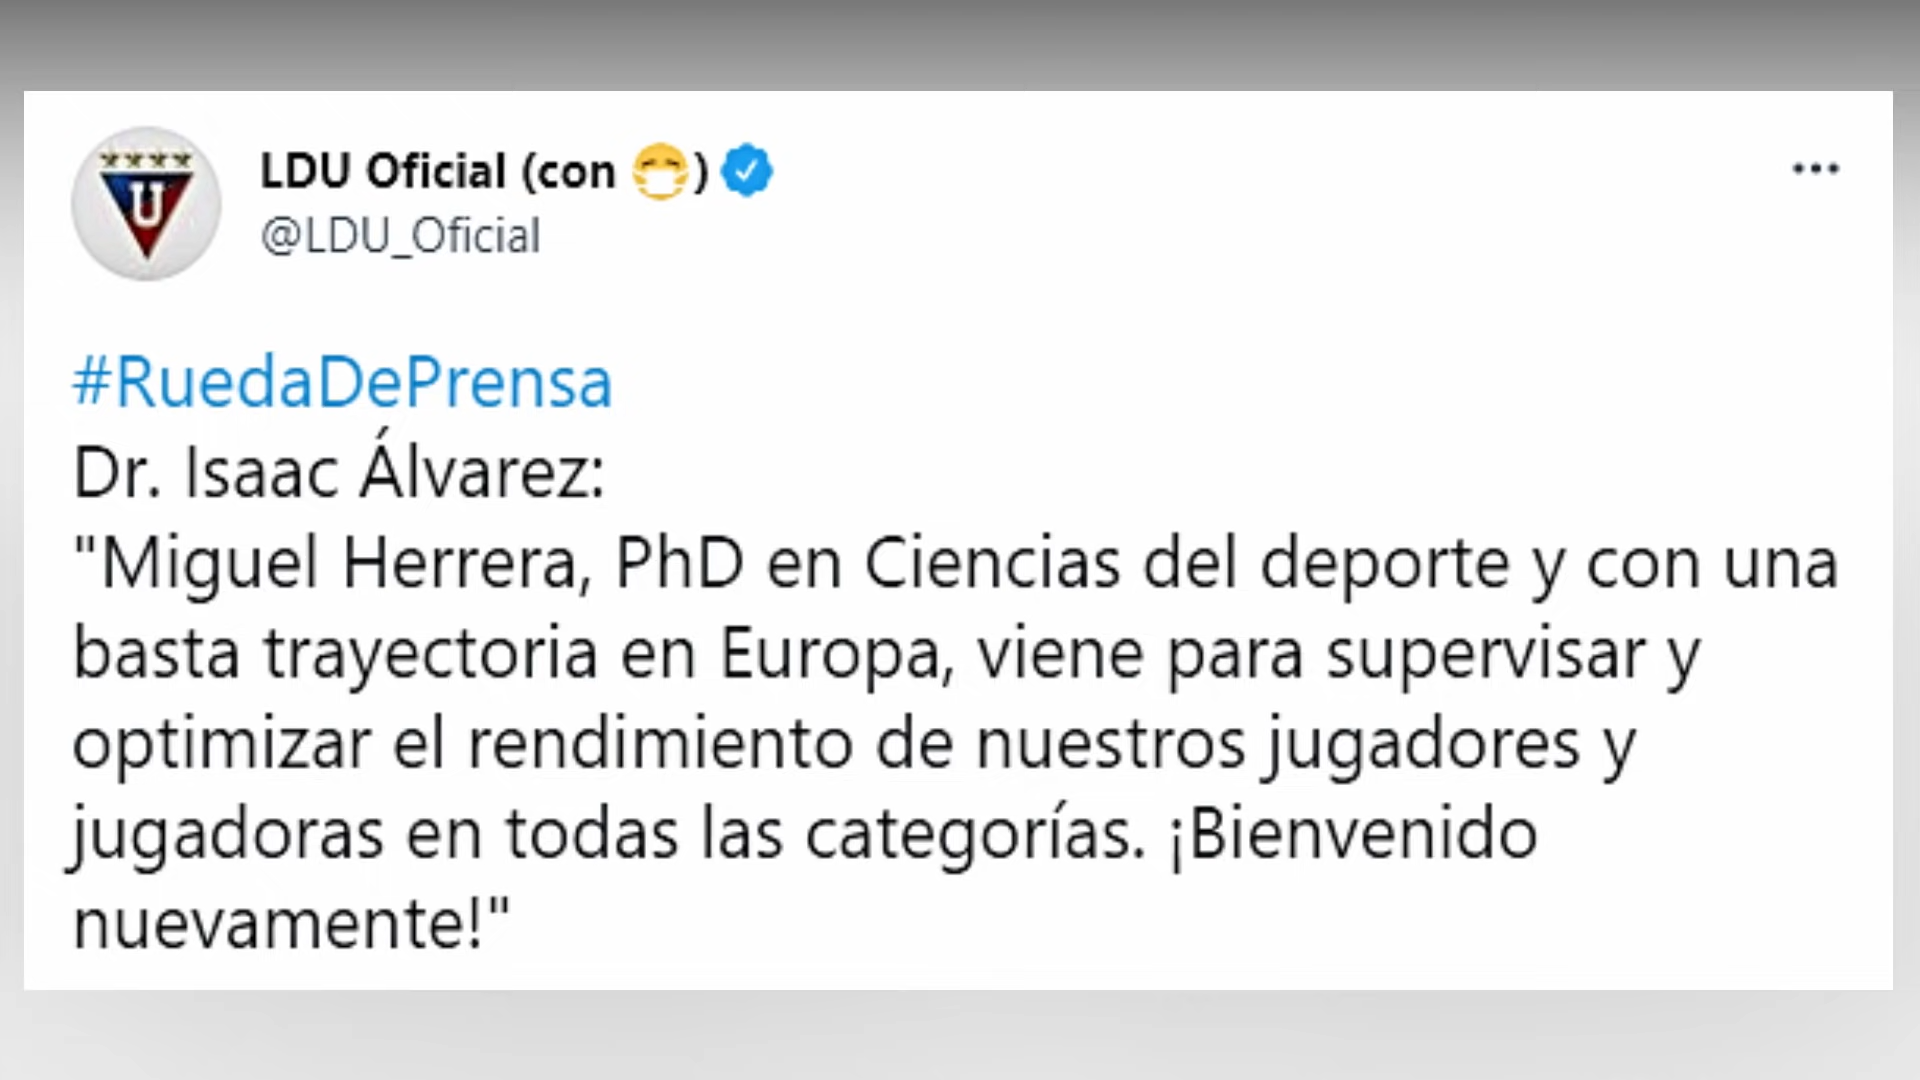 LDU Oficial (con 😷)
@LDU_Oficial
#RuedaDePrensa
Dr. Isaac Álvarez:
"Miguel Herrera, PhD en Ciencias del deporte y con una
basta trayectoria en Europa, viene para supervisar y
optimizar el rendimiento de nuestros jugadores y
jugadoras en todas las categorías. ¡Bienvenido
nuevamente!"
U